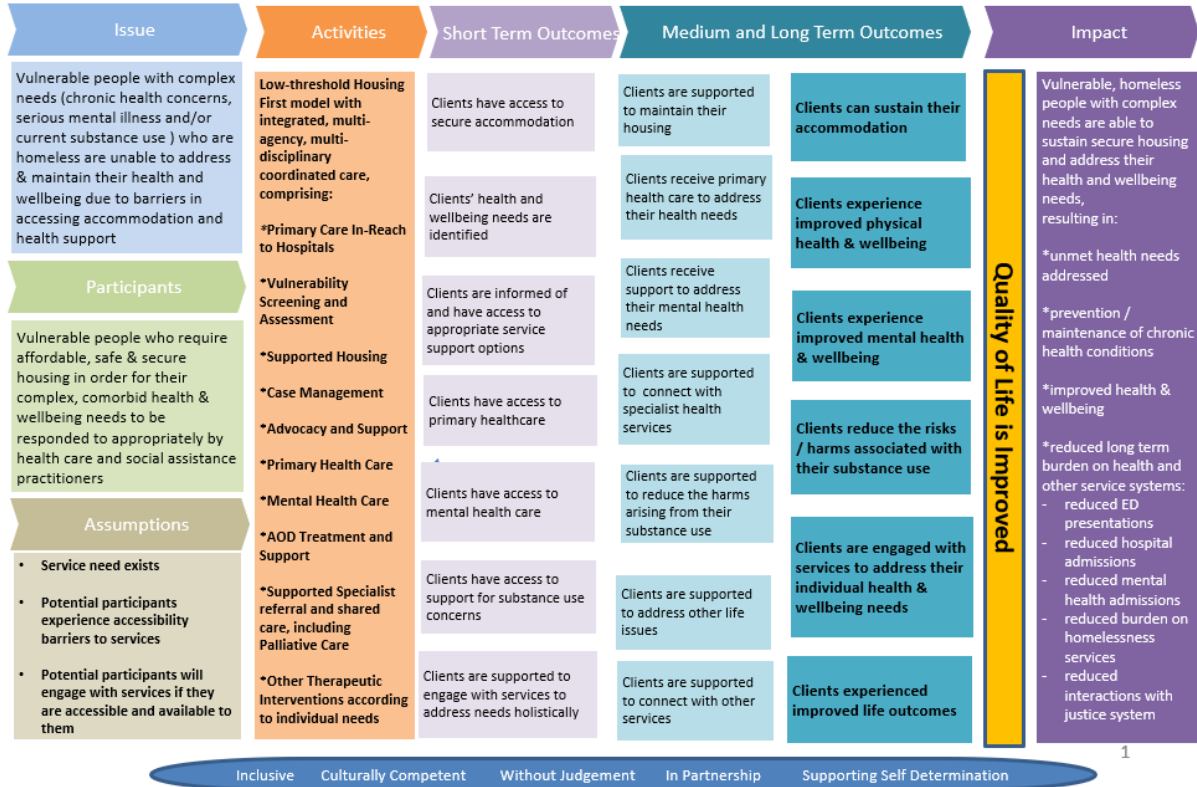 Issue
Vulnerable people with complex
needs (chronic health concerns,
serious mental illness and/or
current substance use ) who are
homeless are unable to address
& maintain their health and
wellbeing due to barriers in
accessing accommodation and
health support
Participants
Vulnerable people who require
affordable, safe & secure
housing in order for their
complex, comorbid health &
wellbeing needs to be
responded to appropriately by
health care and social assistance
practitioners
Assumptions
• Service need exists
• Potential participants
experience accessibility
barriers to services
• Potential participants will
engage with services if they
are accessible and available to
them
Activities
Low-threshold Housing
First model with
integrated, multi-
agency, multi-
disciplinary
coordinated care,
comprising:
*Primary Care In-Reach
to Hospitals
*Vulnerability
Screening and
Assessment
*Supported Housing
*Case Management
*Advocacy and Support
*Primary Health Care
*Mental Health Care
*AOD Treatment and
Support
*Supported Specialist
referral and shared
care, including
Palliative Care
*Other Therapeutic
Interventions according
to individual needs
Short Term Outcomes
Clients have access to
secure accommodation
Clients' health and
wellbeing needs are
identified
Clients are informed of
and have access to
appropriate service
support options
Clients have access to
primary healthcare
Clients have access to
mental health care
Clients have access to
support for substance use
concerns
Clients are supported to
engage with services to
address needs holistically
Medium and Long Term Outcomes
Clients are supported
to maintain their
housing
Clients receive primary
health care to address
their health needs
Clients receive
support to address
their mental health
needs
Clients are supported
to connect with
specialist health
services
Clients are supported
to reduce the harms
arising from their
substance use
Clients are supported
to address other life
issues
Clients are supported
to connect with other
services
Clients can sustain their
accommodation
Clients experience
improved physical
health & wellbeing
Clients experience
improved mental health
& wellbeing
Clients reduce the risks
/ harms associated with
their substance use
Clients are engaged with
services to address their
individual health &
wellbeing needs
Clients experienced
improved life outcomes
Quality of Life is Improved
Impact
Vulnerable, homeless
people with complex
needs are able to
sustain secure housing
and address their
health and wellbeing
needs,
resulting in:
*unmet health needs
addressed
*prevention /
maintenance of chronic
health conditions
*improved health &
wellbeing
*reduced long term
burden on health and
other service systems:
- reduced ED
presentations
- reduced hospital
admissions
- reduced mental
health admissions
- reduced burden on
homelessness
services
- reduced
interactions with
justice system
1
Inclusive Culturally Competent Without Judgement In Partnership Supporting Self Determination